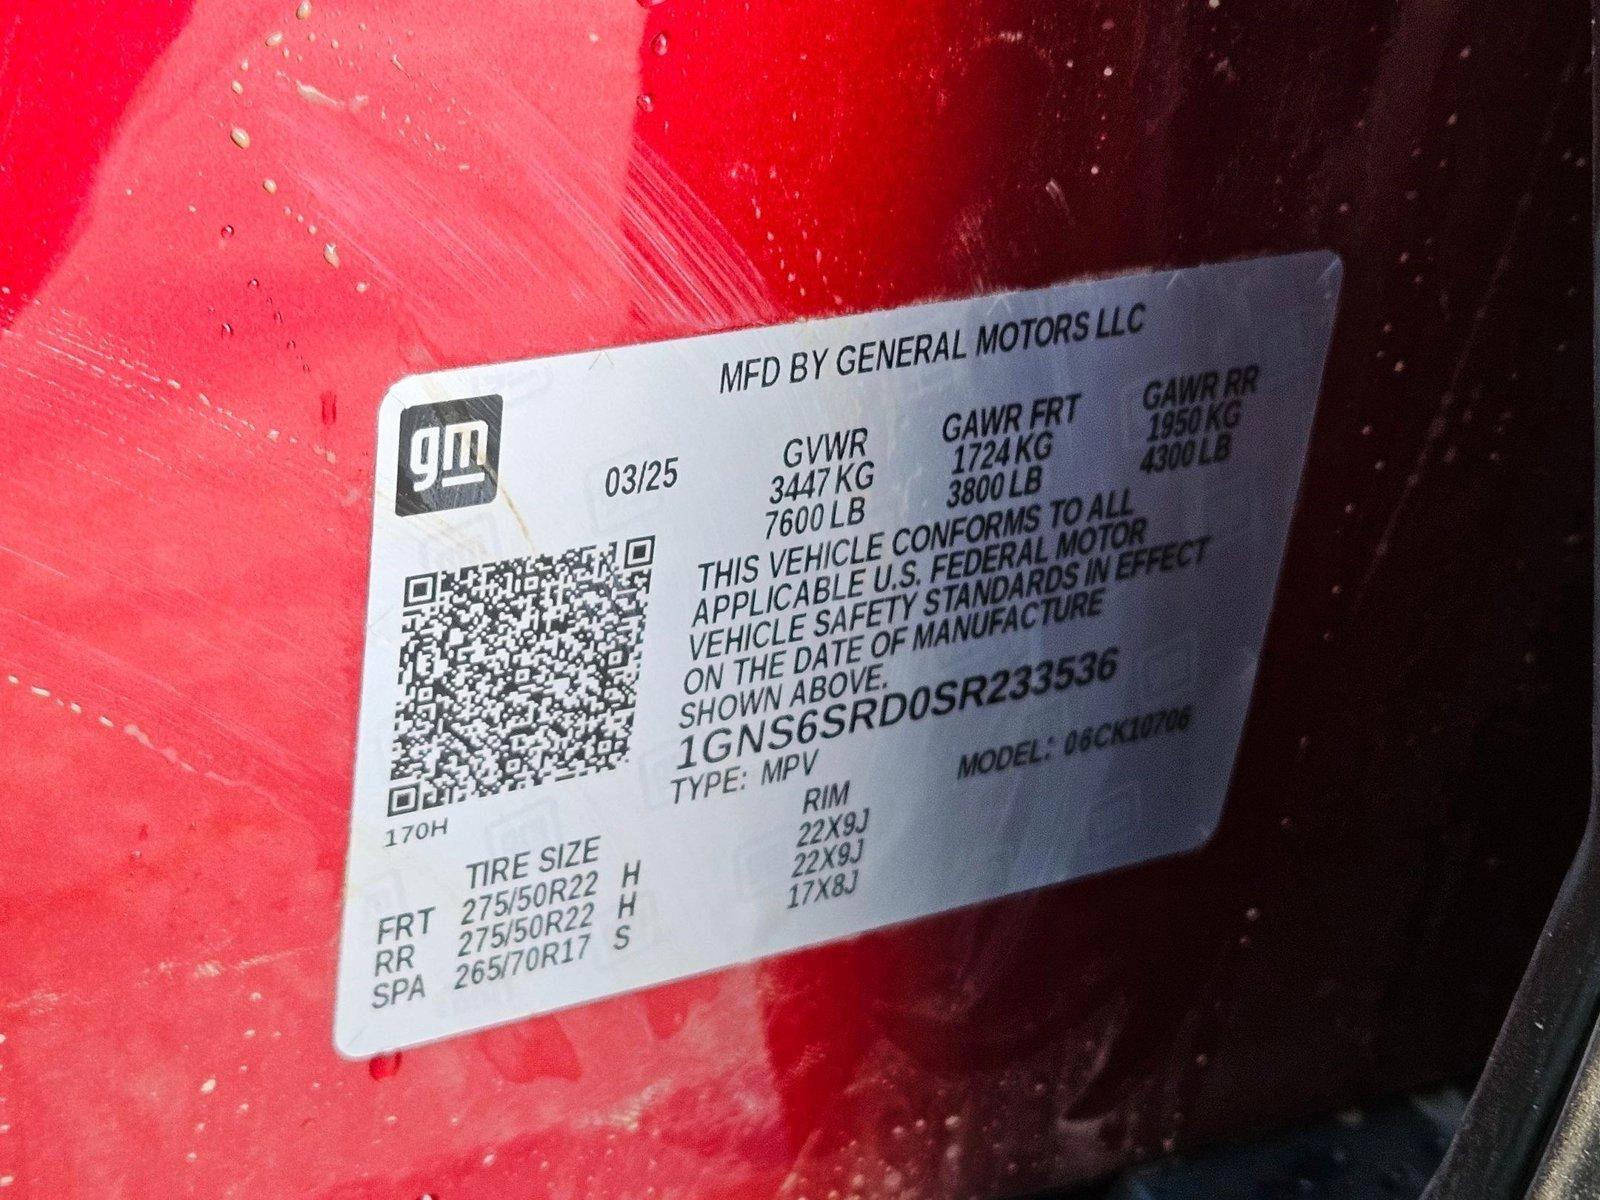 gm
MFD BY GENERAL MOTORS LLC
03/25
GVWR
3447 KG
7600 LB
GAWR FRT
1724 KG
3800 LB
GAWR RR
1950 KG
4300 LB
THIS VEHICLE CONFORMS TO ALL
APPLICABLE U.S. FEDERAL MOTOR
VEHICLE SAFETY STANDARDS IN EFFECT
ON THE DATE OF MANUFACTURE
SHOWN ABOVE.
1GNS6SRD0SR233536
TYPE: MPV MODEL: 06CK10706
170H
TIRE SIZE RIM
FRT 275/50R22 H 22X9J
RR 275/50R22 H 22X9J
SPA 265/70R17 S 17X8J